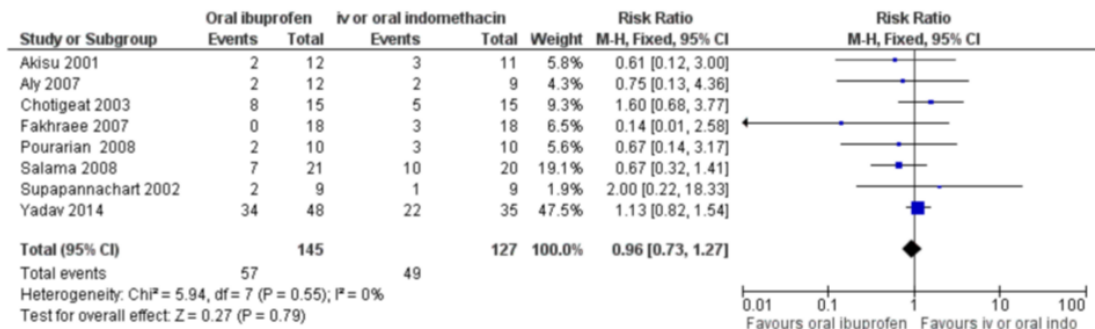 Oral ibuprofen iv or oral indomethacin Risk Ratio Risk Ratio
Study or Subgroup Events Total Events Total Weight M-H, Fixed, 95% CI M-H, Fixed, 95% CI
Akisu 2001 2 12 3 11 5.8% 0.61 [0.12, 3.00]
Aly 2007 2 12 2 9 4.3% 0.75 [0.13, 4.36]
Chotigeat 2003 8 15 5 15 9.3% 1.60 [0.68, 3.77]
Fakhraee 2007 0 18 3 18 6.5% 0.14 [0.01, 2.58]
Pourarian 2008 2 10 3 10 5.6% 0.67 [0.14, 3.17]
Salama 2008 7 21 10 20 19.1% 0.67 [0.32, 1.41]
Supapannachart 2002 2 9 1 9 1.9% 2.00 [0.22, 18.33]
Yadav 2014 34 48 22 35 47.5% 1.13 [0.82, 1.54]
Total (95% CI) 145 127 100.0% 0.96 [0.73, 1.27]
Total events 57 49
Heterogeneity: Chi² = 5.94, df = 7 (P = 0.55); I² = 0%
Test for overall effect: Z = 0.27 (P = 0.79)
0.01 0.1 1 10 100
Favours oral ibuprofen Favours iv or oral indo